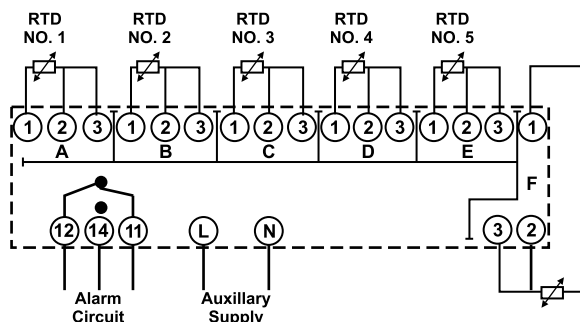 RTD NO. 1
RTD NO. 2
RTD NO. 3
RTD NO. 4
RTD NO. 5
1 2 3 1 2 3 1 2 3 1 2 3 1 2 3 1
A B C D E
F
12 14 11 L N 3 2
Alarm Circuit
Auxillary Supply